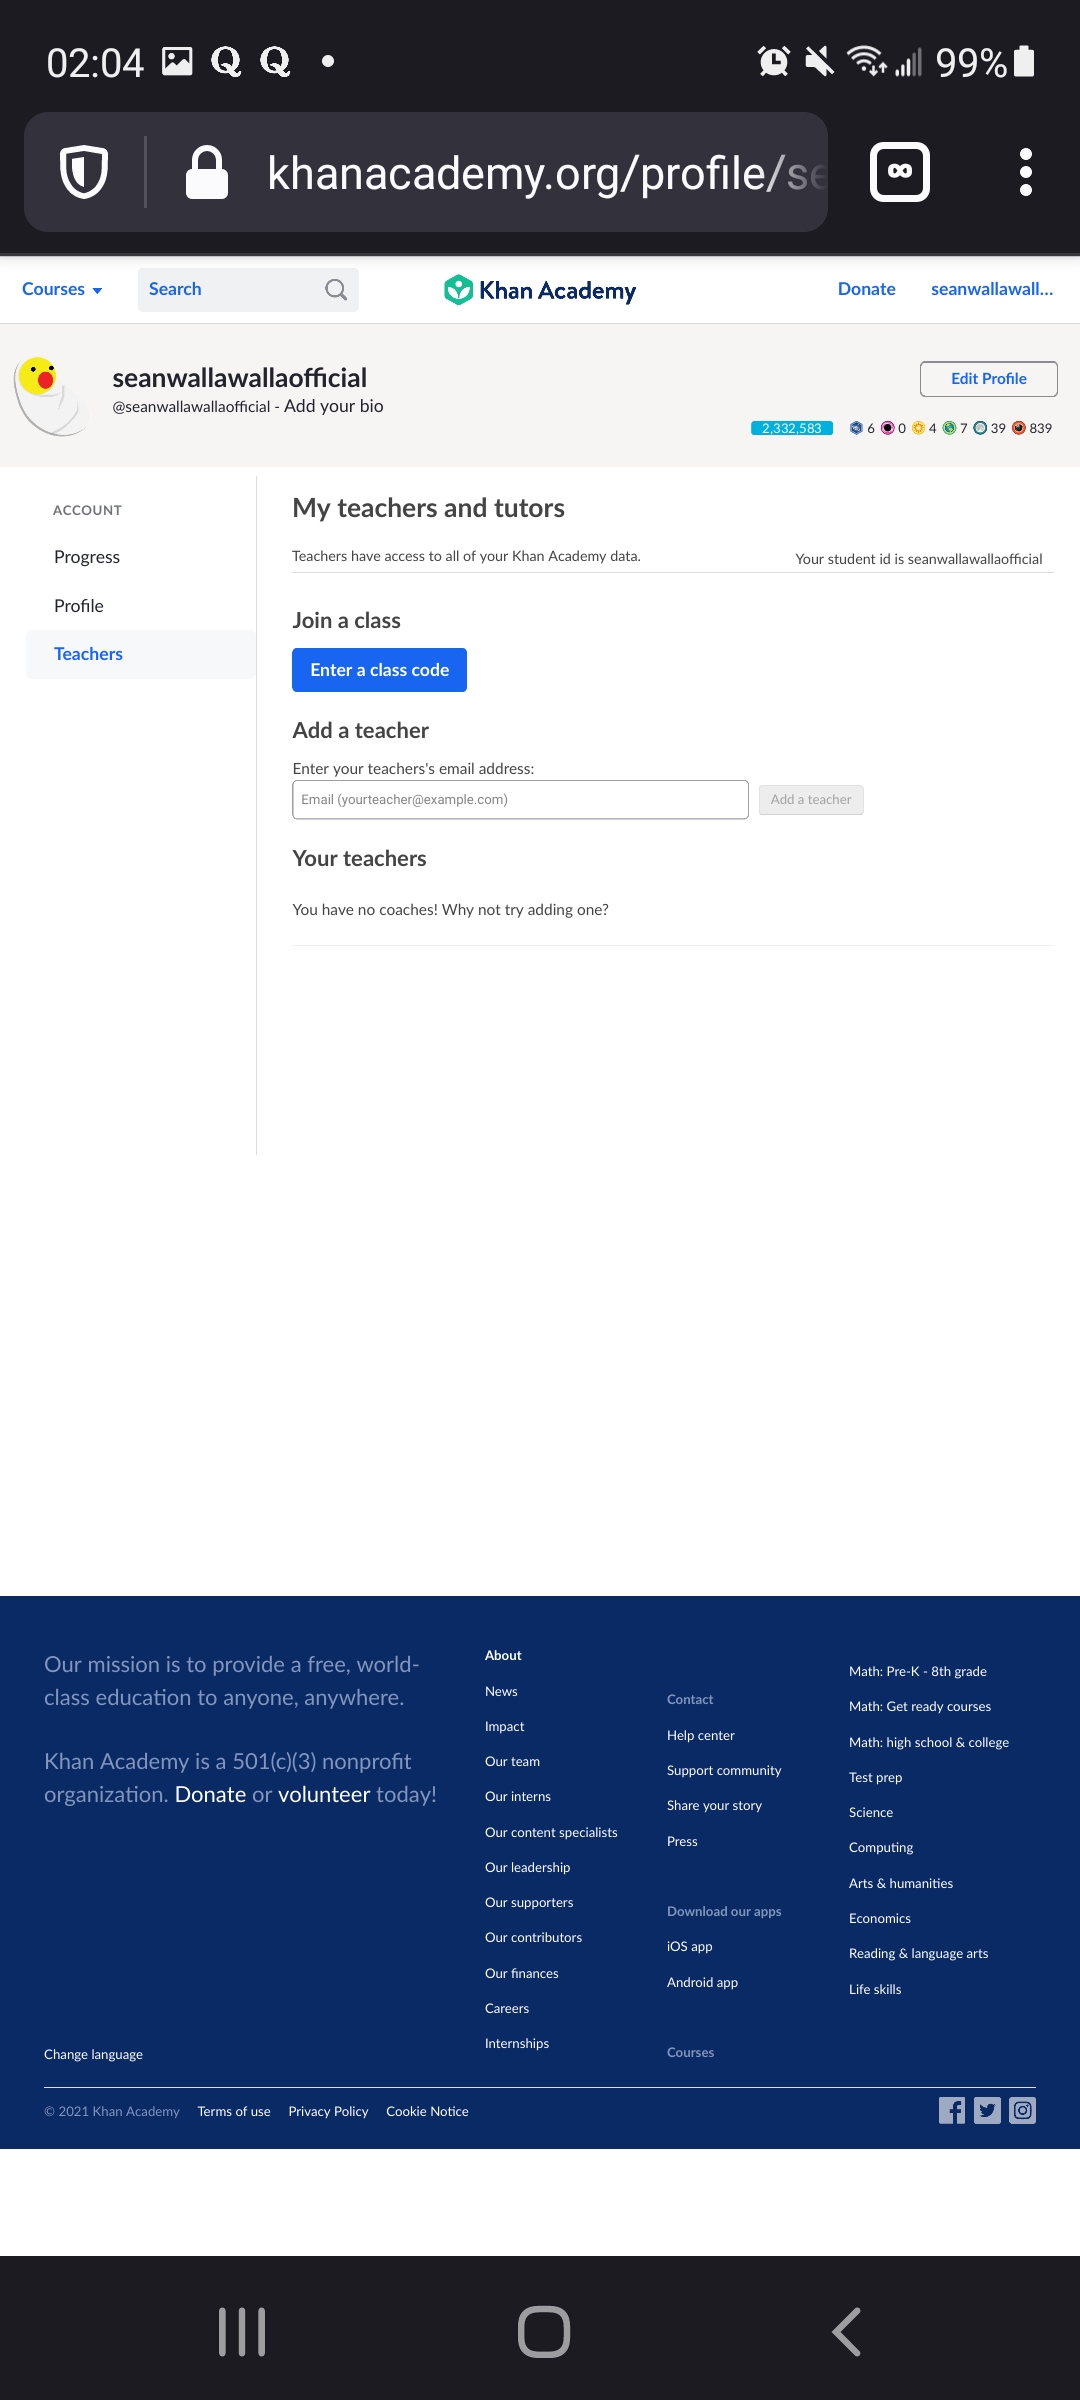 02:04
99%
khanacademy.org/profile/se
Courses
Search
Khan Academy
Donate
seanwallawall...
seanwallawallaofficial
@seanwallawallaofficial - Add your bio
Edit Profile
2,332,583 6 0 4 7 39 839
ACCOUNT
Progress
Profile
Teachers
My teachers and tutors
Teachers have access to all of your Khan Academy data.
Your student id is seanwallawallaofficial
Join a class
Enter a class code
Add a teacher
Enter your teachers's email address:
Email (yourteacher@example.com)
Add a teacher
Your teachers
You have no coaches! Why not try adding one?
Our mission is to provide a free, world-
class education to anyone, anywhere.
Khan Academy is a 501(c)(3) nonprofit
organization. Donate or volunteer today!
About
News
Impact
Our team
Our interns
Our content specialists
Our leadership
Our supporters
Our contributors
Our finances
Careers
Internships
Contact
Help center
Support community
Share your story
Press
Download our apps
iOS app
Android app
Courses
Math: Pre-K - 8th grade
Math: Get ready courses
Math: high school & college
Test prep
Science
Computing
Arts & humanities
Economics
Reading & language arts
Life skills
Change language
© 2021 Khan Academy Terms of use Privacy Policy Cookie Notice